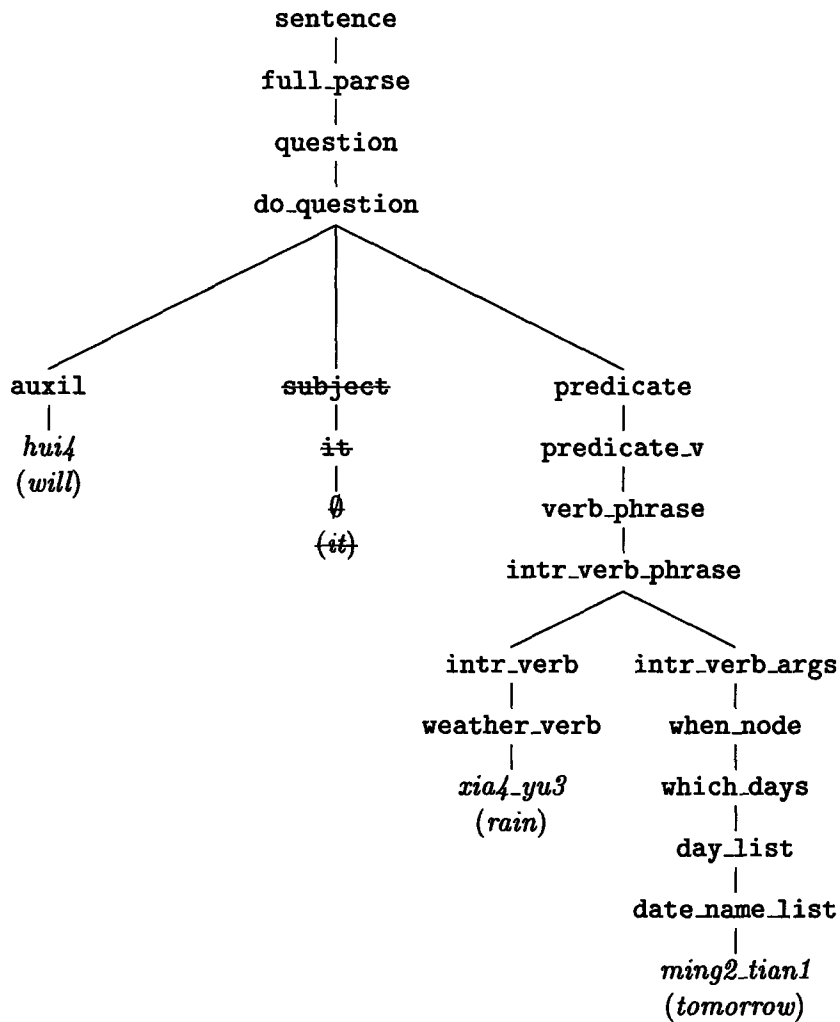 sentence
full_parse
question
do_question
auxil subject predicate
hui4 it predicate_v
(will) ∅ verb_phrase
(it)
intr_verb_phrase
intr_verb intr_verb_args
weather_verb when_node
xia4_yu3 which_days
(rain)
day_list
date_name_list
ming2_tian1
(tomorrow)